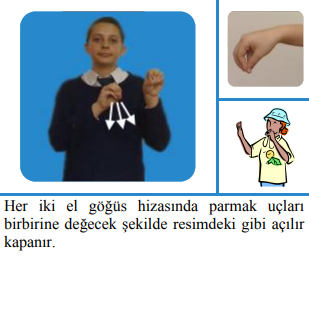 Her iki el göğüs hizasında parmak uçları
birbirine değecek şekilde resimdeki gibi açılır
kapanır.